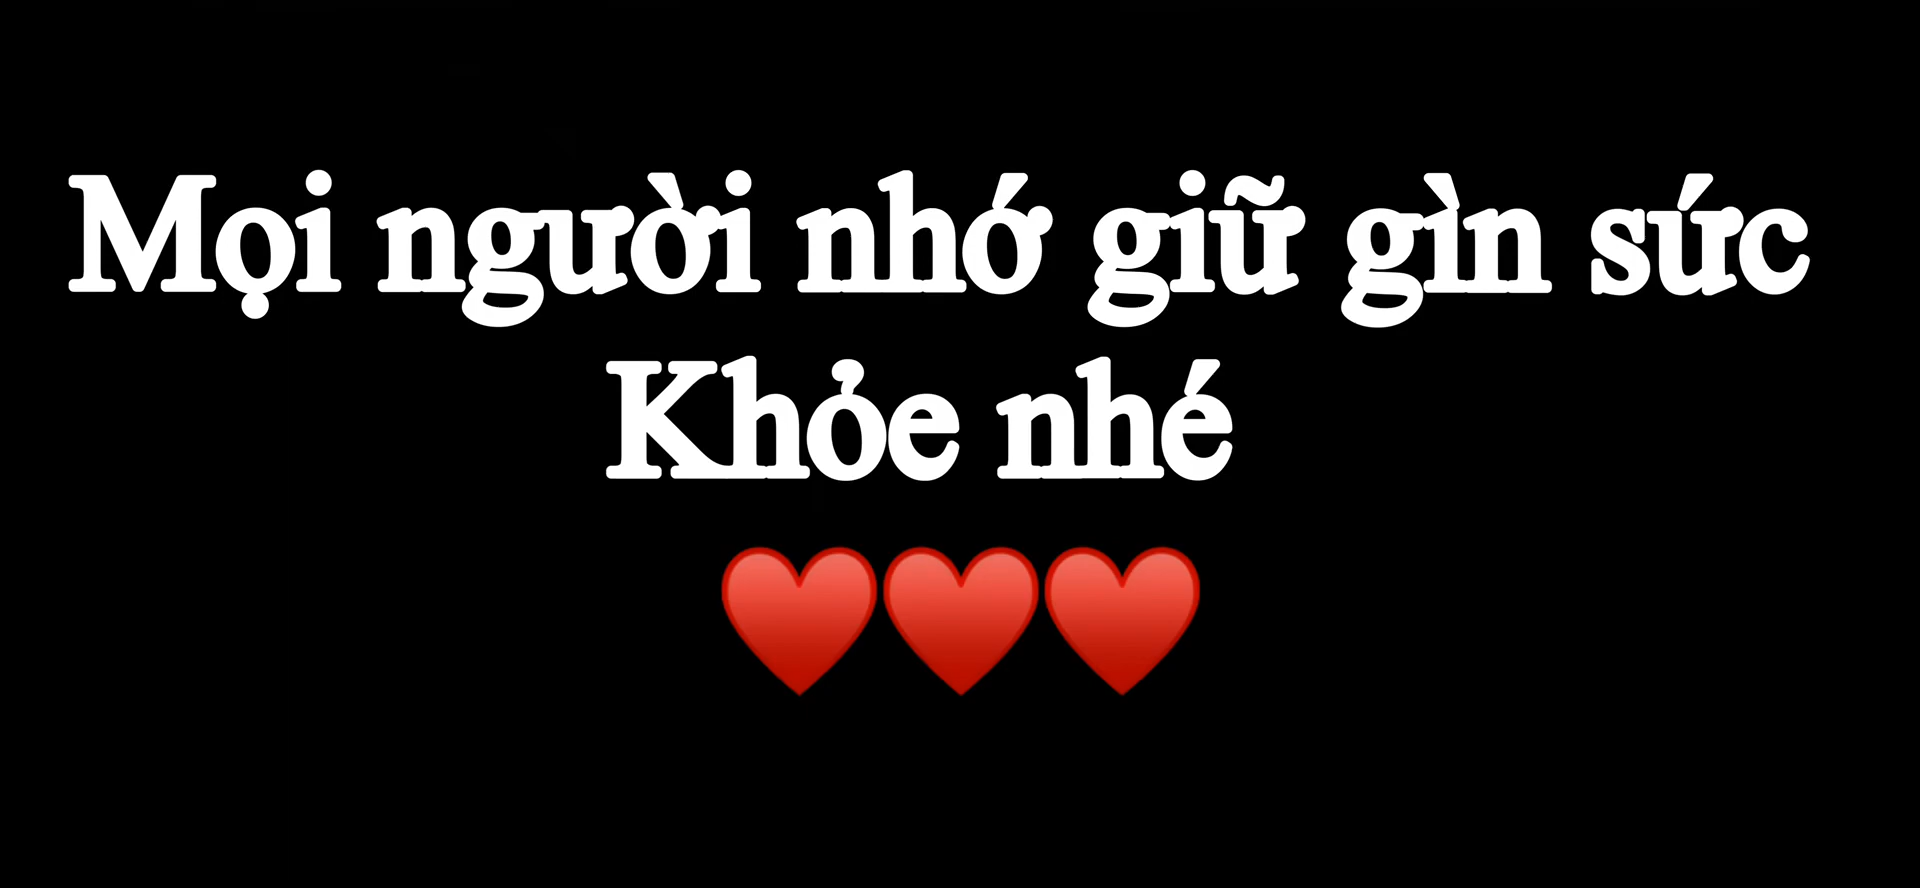 Mọi người nhớ giữ gìn sức
Khỏe nhé
♥️♥️♥️